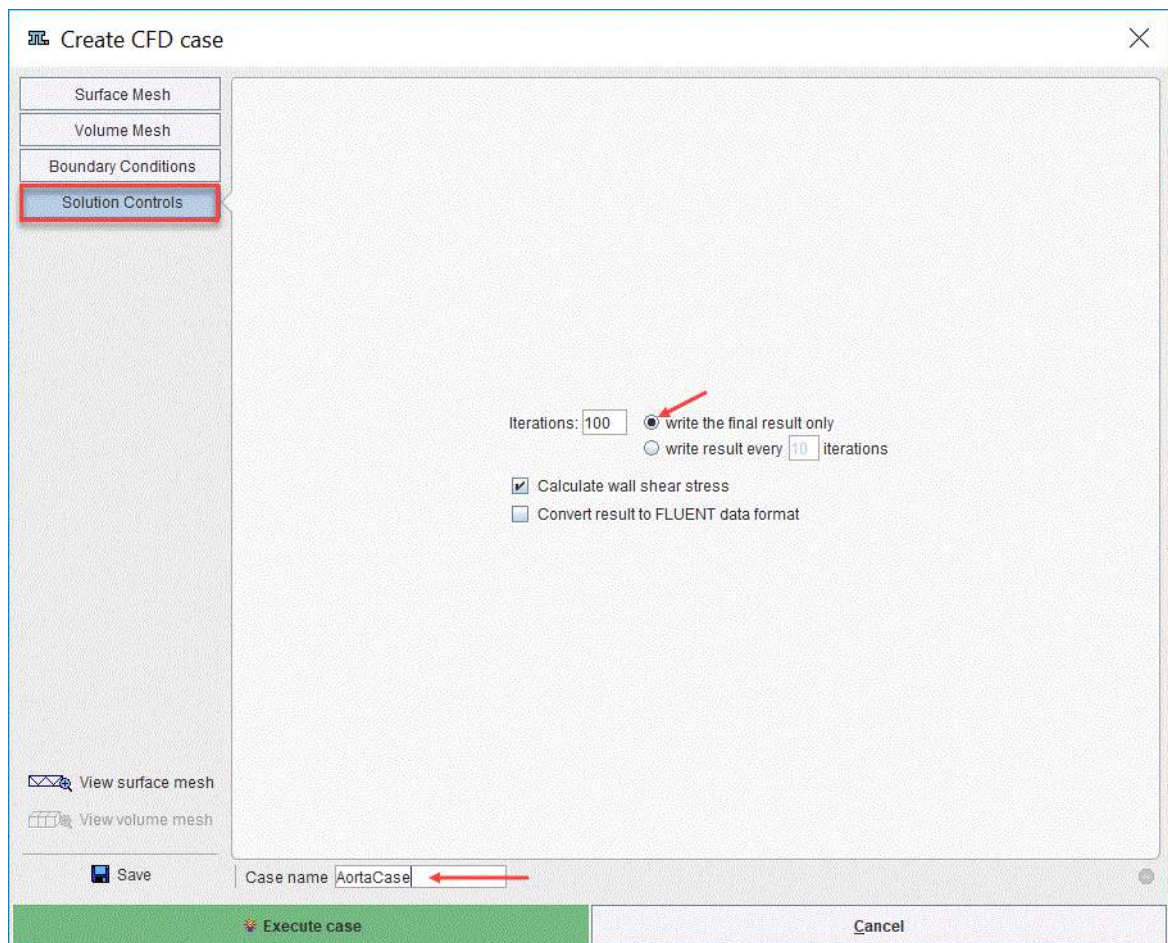 Create CFD case
Surface Mesh
Volume Mesh
Boundary Conditions
Solution Controls
Iterations: 100 write the final result only
write result every 10 iterations
Calculate wall shear stress
Convert result to FLUENT data format
View surface mesh
View volume mesh
Save
Case name AortaCase
Execute case
Cancel